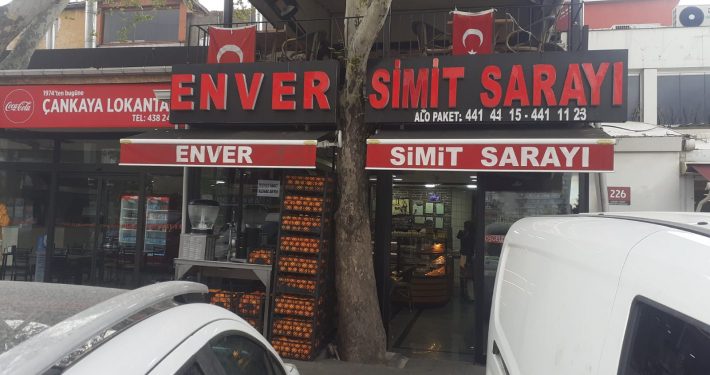 1974'ten bugüne
Coca-Cola
ÇANKAYA LOKANTA
TEL: 438 24
ENVER
SİMİT SARAYI
ALO PAKET: 441 44 15 - 441 11 23
ENVER
SİMİT SARAYI
226